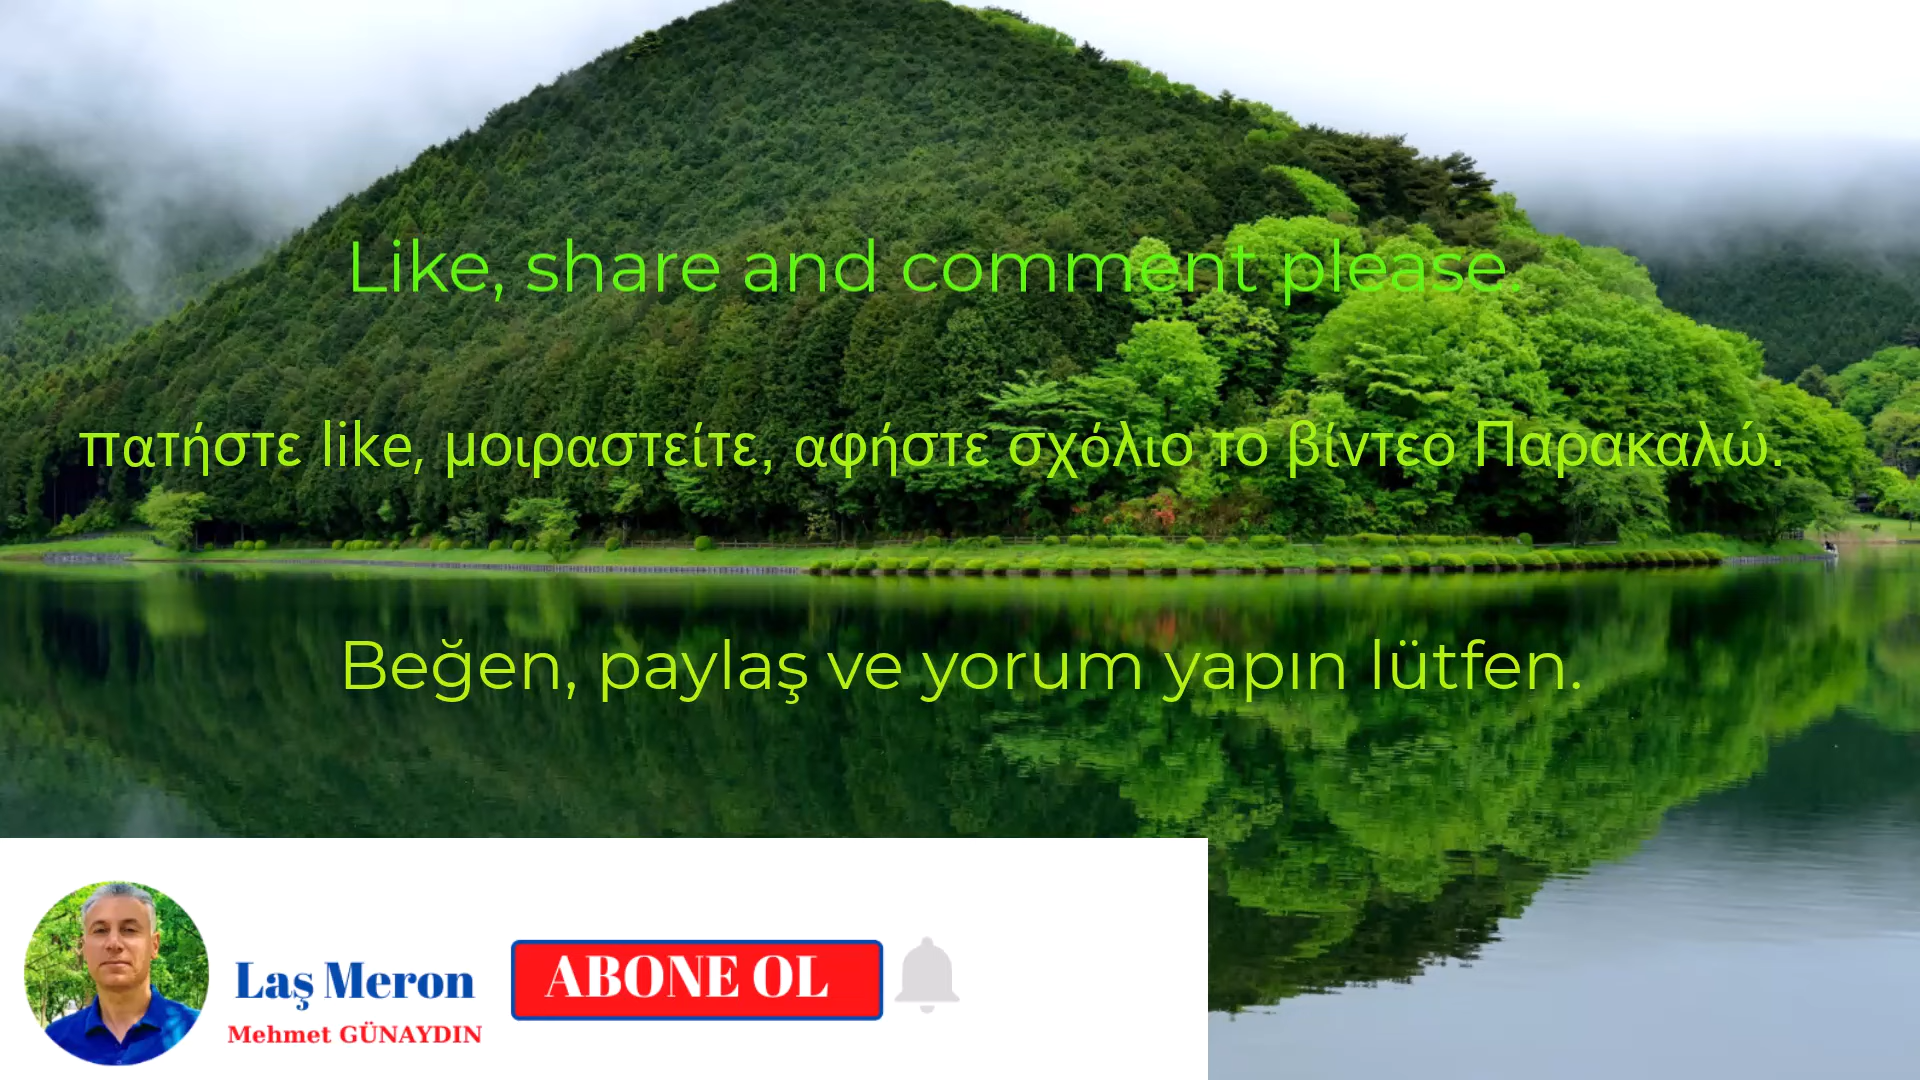 Like, share and comment please.
πατήστε like, μοιραστείτε, αφήστε σχόλιο το βίντεο Παρακαλώ.
Beğen, paylaş ve yorum yapın lütfen.
Laş Meron
Mehmet GÜNAYDIN
ABONE OL